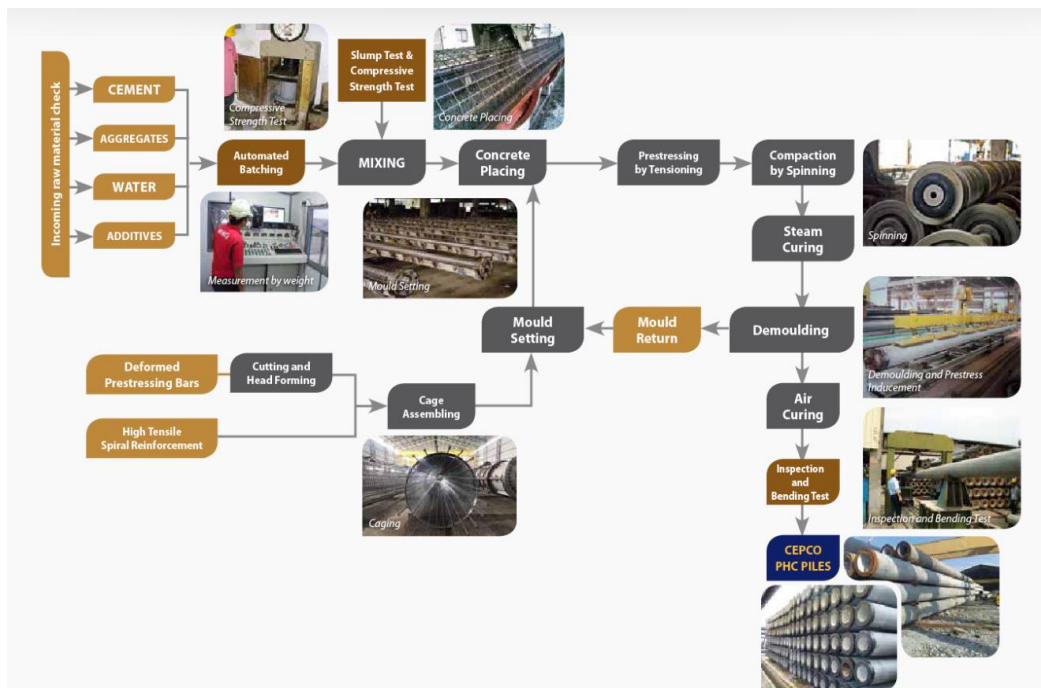 Incoming raw material check
CEMENT
AGGREGATES
WATER
ADDITIVES
Compressive
Strength Test
Automated
Batching
Measurement by weight
Slump Test &
Compressive
Strength Test
MIXING
Concrete Placing
Concrete
Placing
Mould Setting
Prestressing
by Tensioning
Compaction
by Spinning
Spinning
Steam
Curing
Mould
Setting
Mould
Return
Demoulding
Demoulding and Prestress
Inducement
Deformed
Prestressing Bars
Cutting and
Head Forming
High Tensile
Spiral Reinforcement
Cage
Assembling
Caging
Air
Curing
Inspection
and
Bending Test
Inspection and Bending Test
CEPCO
PHC PILES